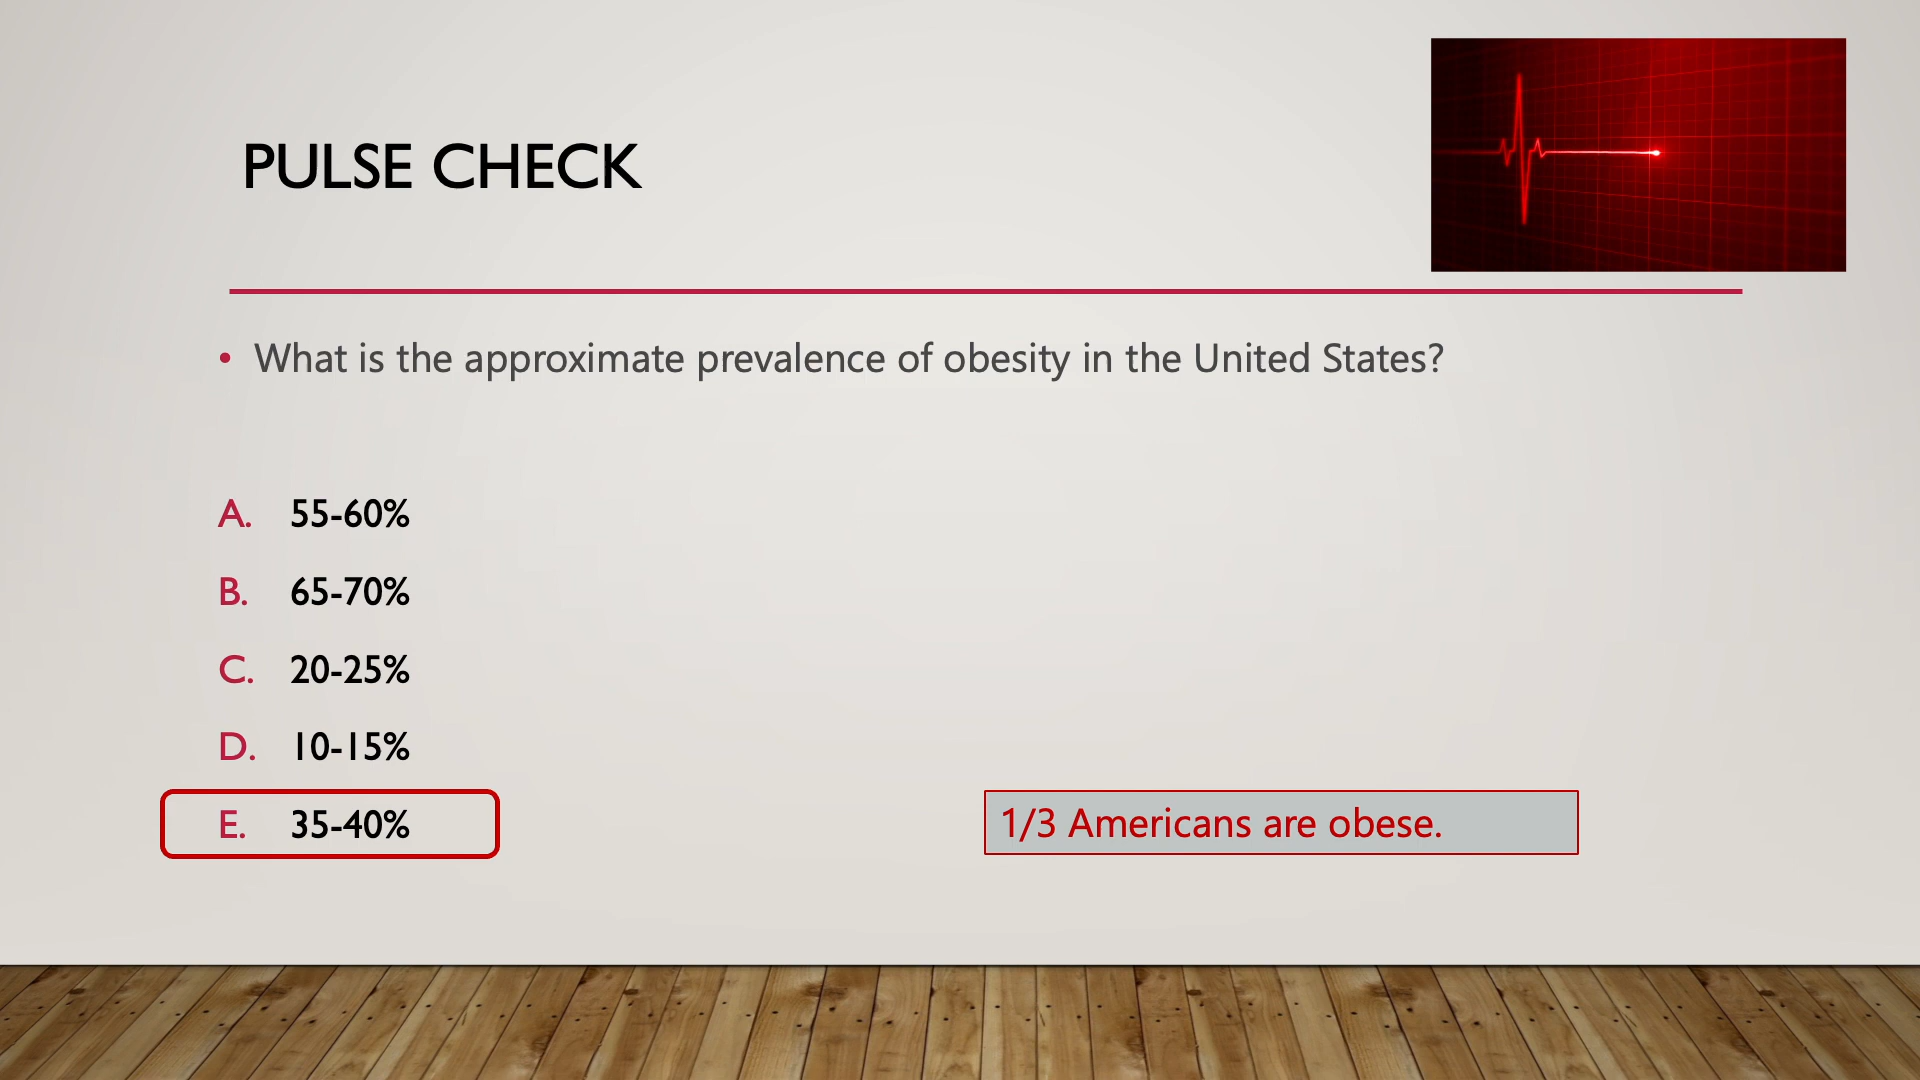 PULSE CHECK
• What is the approximate prevalence of obesity in the United States?
A. 55-60%
B. 65-70%
C. 20-25%
D. 10-15%
E. 35-40%
1/3 Americans are obese.